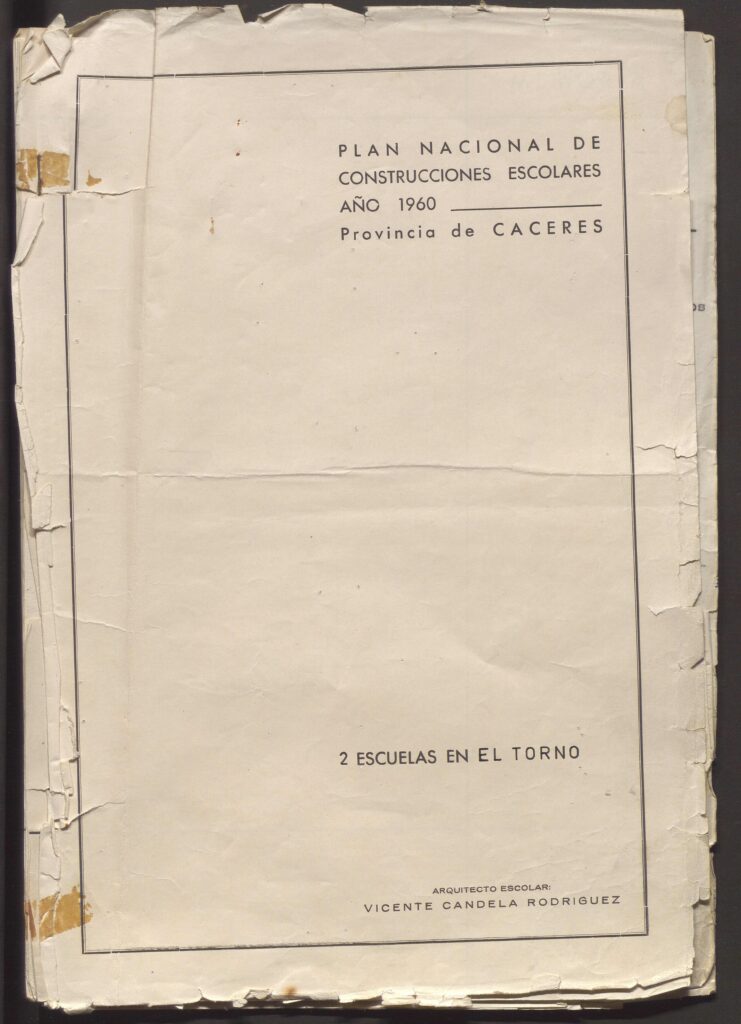 PLAN NACIONAL DE
CONSTRUCCIONES ESCOLARES
AÑO 1960
Provincia de CACERES
OS
2 ESCUELAS EN EL TORNO
ARQUITECTO ESCOLAR:
VICENTE CANDELA RODRIGUEZ